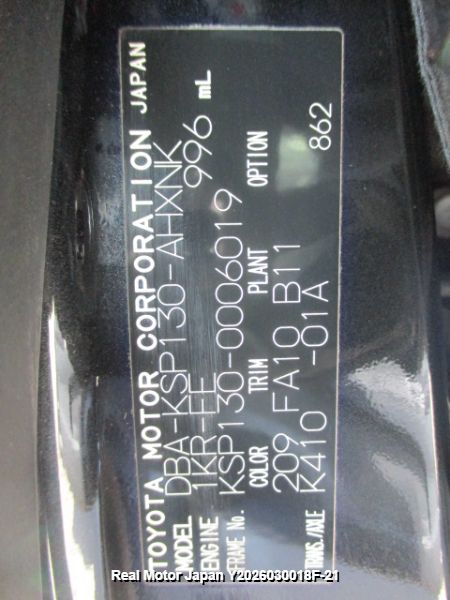 TOYOTA MOTOR CORPORATION JAPAN
MODEL DBA-KSP130-AHXNK
ENGINE 1KR-FE 996 mL
FRAME No. KSP130-0006019
COLOR TRIM PLANT OPTION
209 FA10 B11 862
TRANS./AXLE K410 -01A
Real Motor Japan Y2026030018F-21